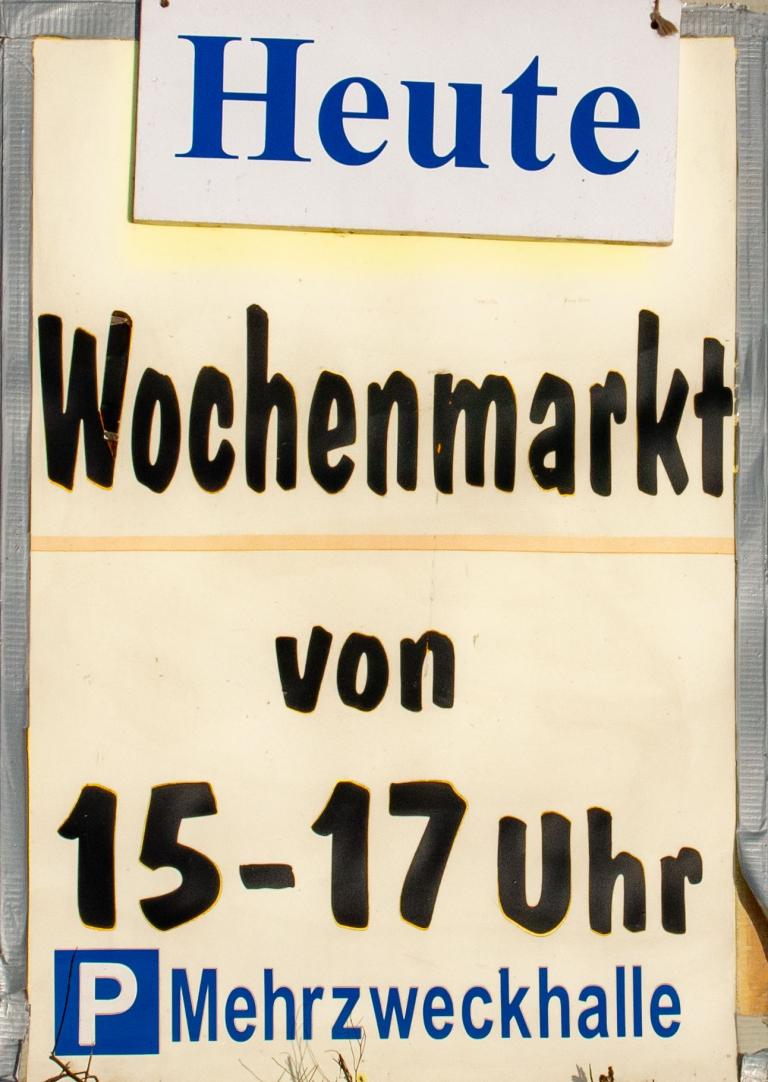 Heute
Wochenmarkt
von
15-17 Uhr
P Mehrzweckhalle